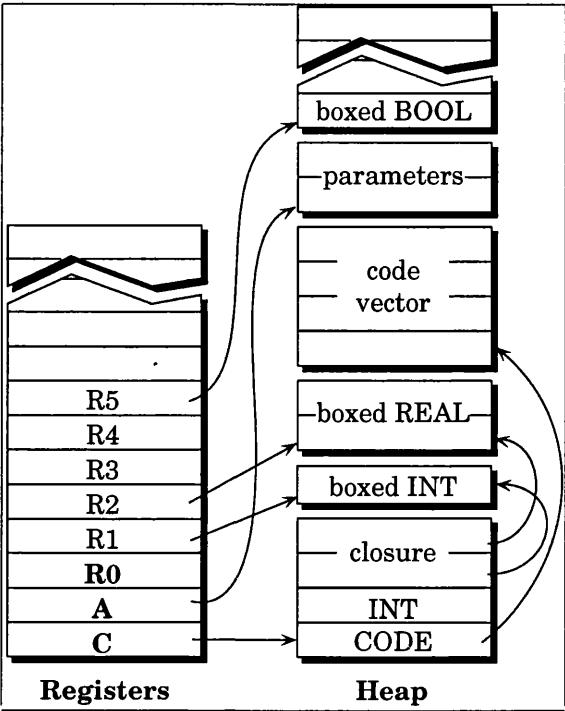 boxed BOOL
parameters
code
vector
boxed REAL
boxed INT
closure
INT
CODE
R5
R4
R3
R2
R1
R0
A
C
Registers
Heap